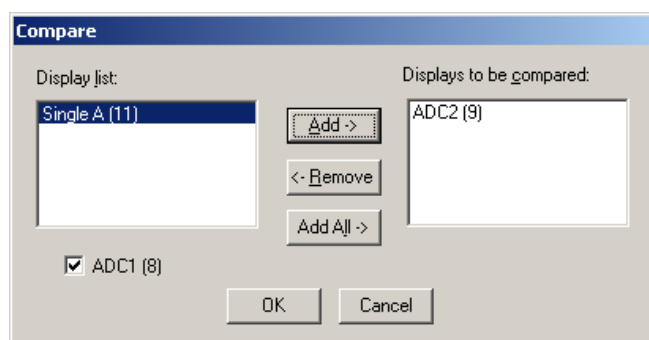 Compare
Display list:
Displays to be compared:
Single A (11)
ADC2 (9)
Add ->
<- Remove
Add All ->
ADC1 (8)
OK
Cancel